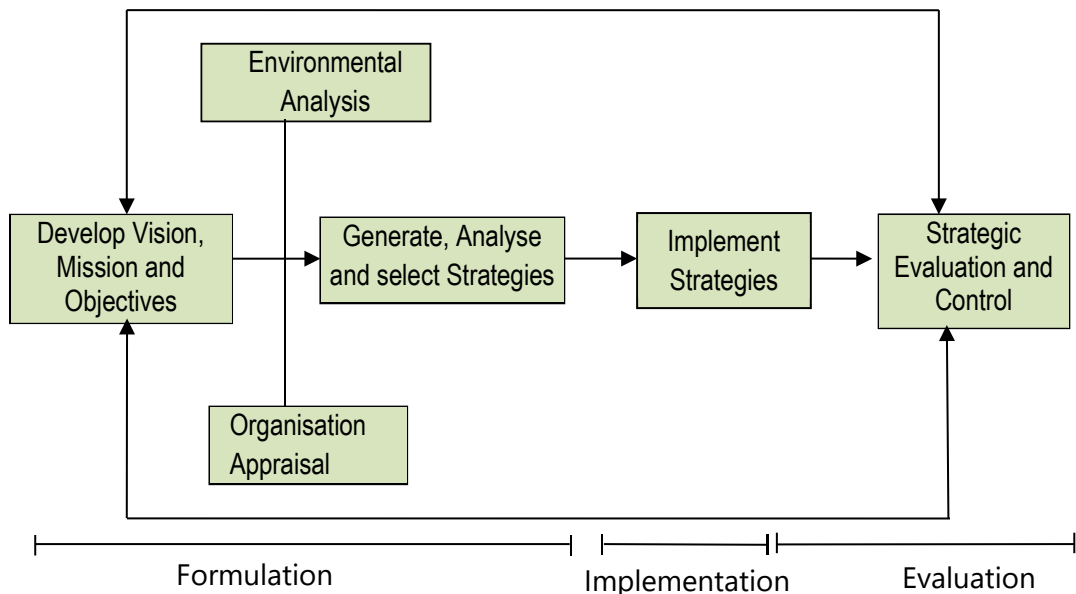 Environmental
Analysis
Develop Vision,
Mission and
Objectives
Generate, Analyse
and select Strategies
Implement
Strategies
Strategic
Evaluation and
Control
Organisation
Appraisal
Formulation
Implementation
Evaluation